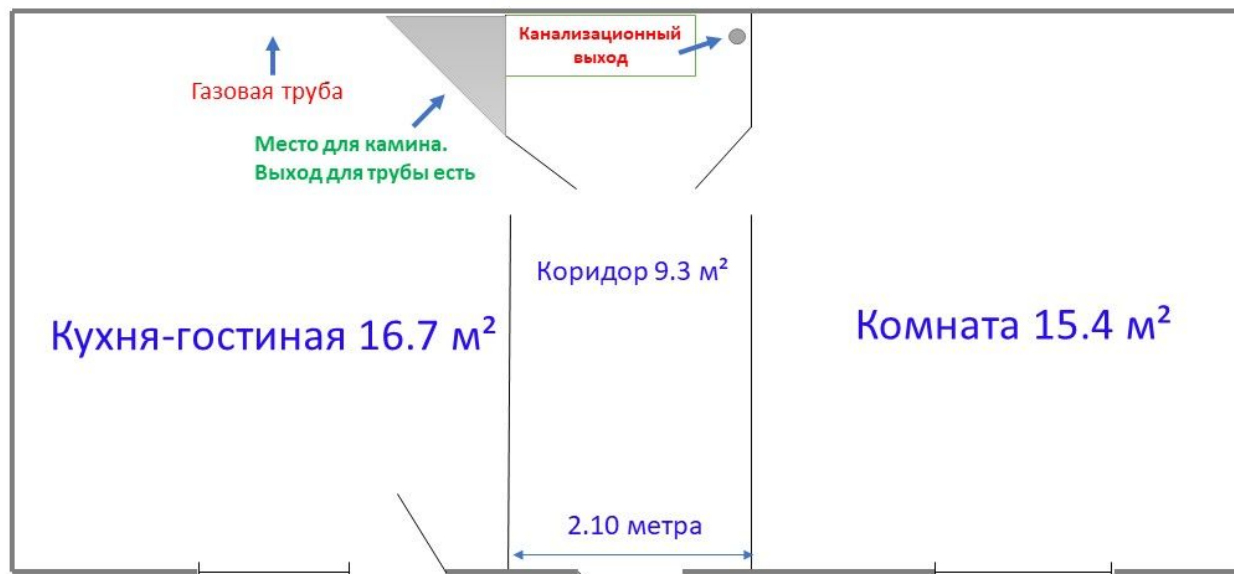 Канализационный
выход
Газовая труба
Место для камина.
Выход для трубы есть
Коридор 9.3 м²
Кухня-гостиная 16.7 м²
Комната 15.4 м²
2.10 метра